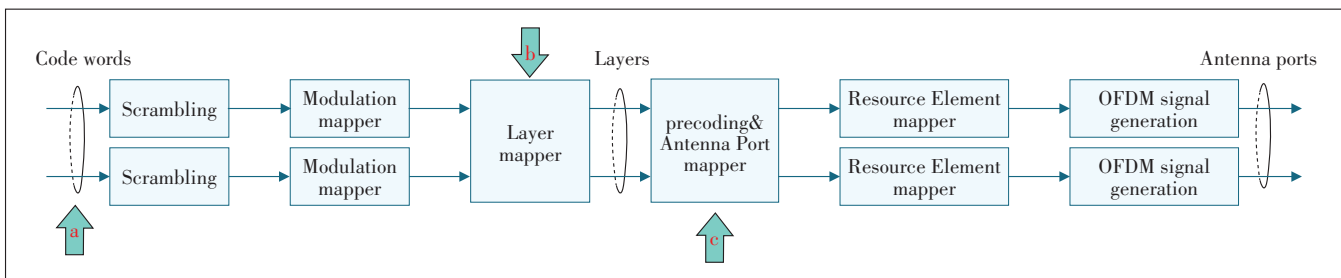 b
Code words
Layers
Antenna ports
Scrambling
Modulation
mapper
Layer
mapper
precoding&
Antenna Port
mapper
Resource Element
mapper
OFDM signal
generation
Scrambling
Modulation
mapper
Resource Element
mapper
OFDM signal
generation
a
c